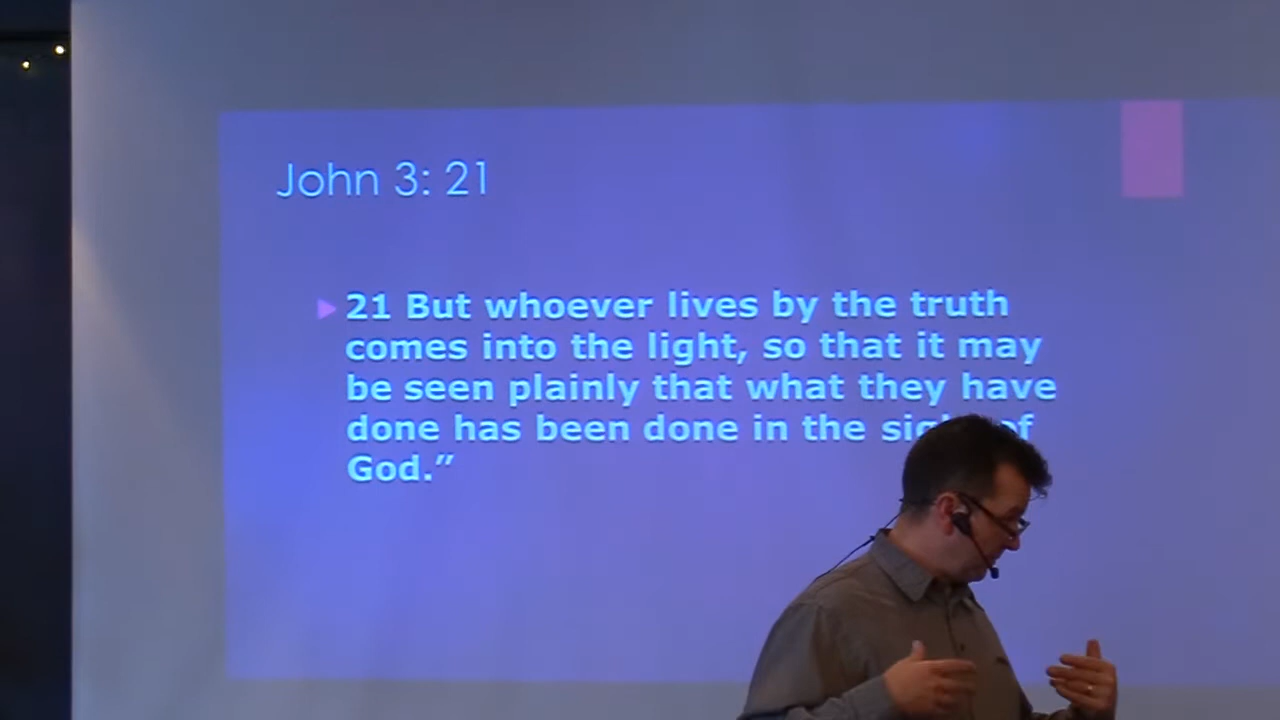 John 3: 21
21 But whoever lives by the truth
comes into the light, so that it may
be seen plainly that what they have
done has been done in the of
God.”